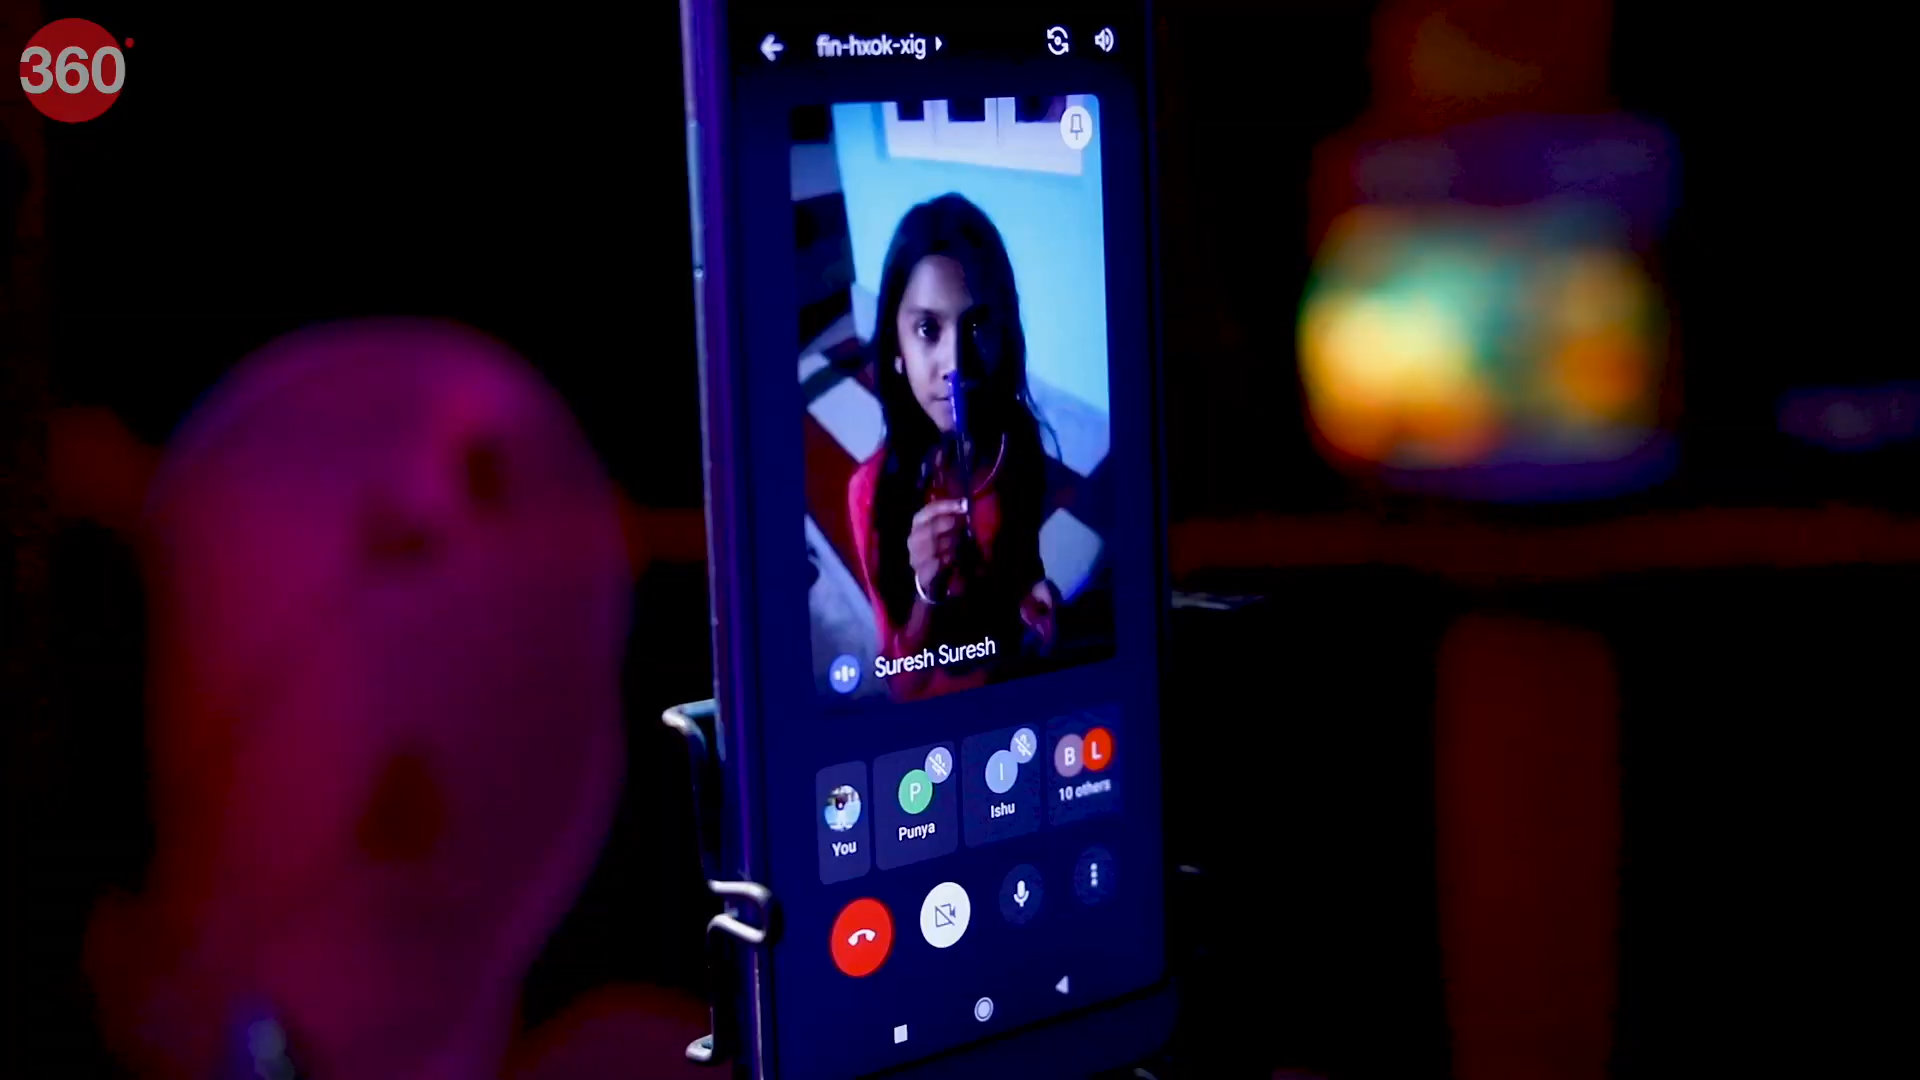 360
fin-hxok-xig
Suresh Suresh
You
P
Punya
I
Ishu
B L
10 others